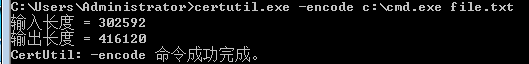 C:\Users\Administrator>certutil.exe -encode c:\cmd.exe file.txt
输入长度 = 302592
输出长度 = 416120
CertUtil: -encode 命令成功完成。